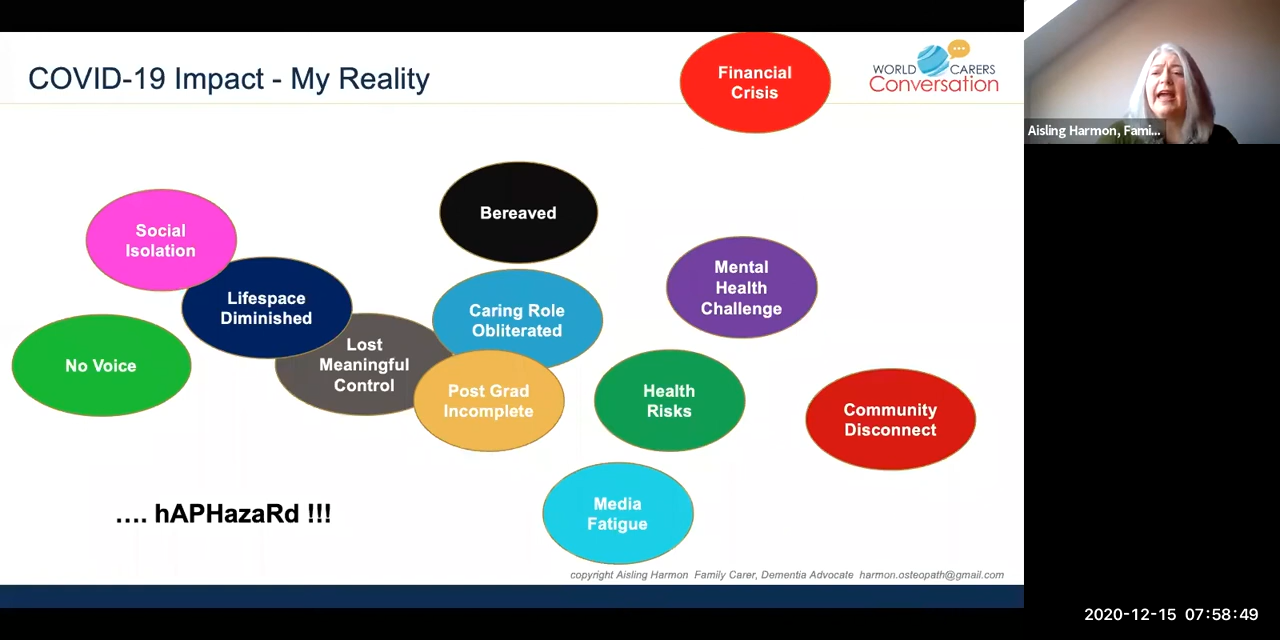 COVID-19 Impact - My Reality
Financial
Crisis
WORLD CARERS
Conversation
Aisling Harmon, Fami...
Bereaved
Social
Isolation
Mental
Health
Challenge
Lifespace
Diminished
Caring Role
Obliterated
No Voice
Lost
Meaningful
Control
Post Grad
Incomplete
Health
Risks
Community
Disconnect
Media
Fatigue
.... hAPHazaRd !!!
copyright Aisling Harmon Family Carer, Dementia Advocate harmon.osteopath@gmail.com
2020-12-15 07:58:49